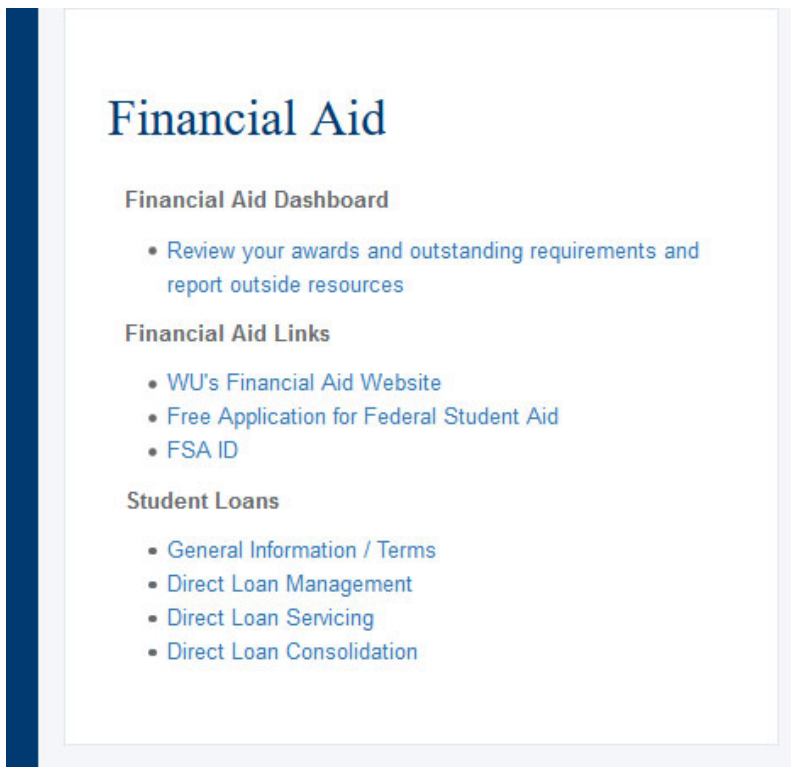 Financial Aid
Financial Aid Dashboard
Review your awards and outstanding requirements and
report outside resources
Financial Aid Links
WU's Financial Aid Website
Free Application for Federal Student Aid
FSA ID
Student Loans
General Information / Terms
Direct Loan Management
Direct Loan Servicing
Direct Loan Consolidation